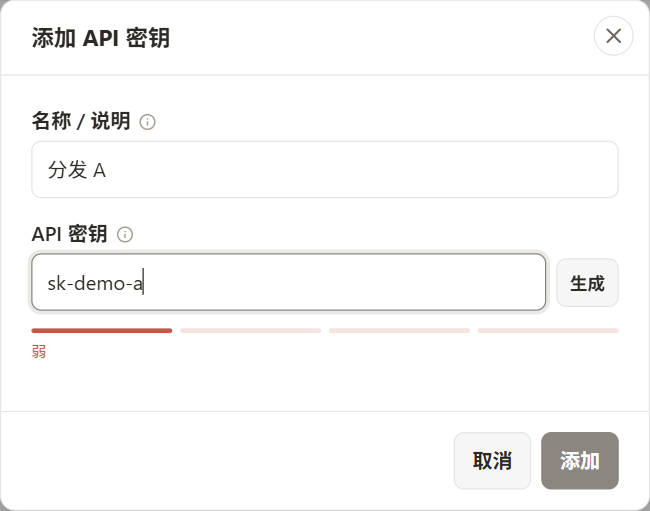 添加 API 密钥
名称 / 说明
分发 A
API 密钥
sk-demo-a
生成
弱
取消
添加